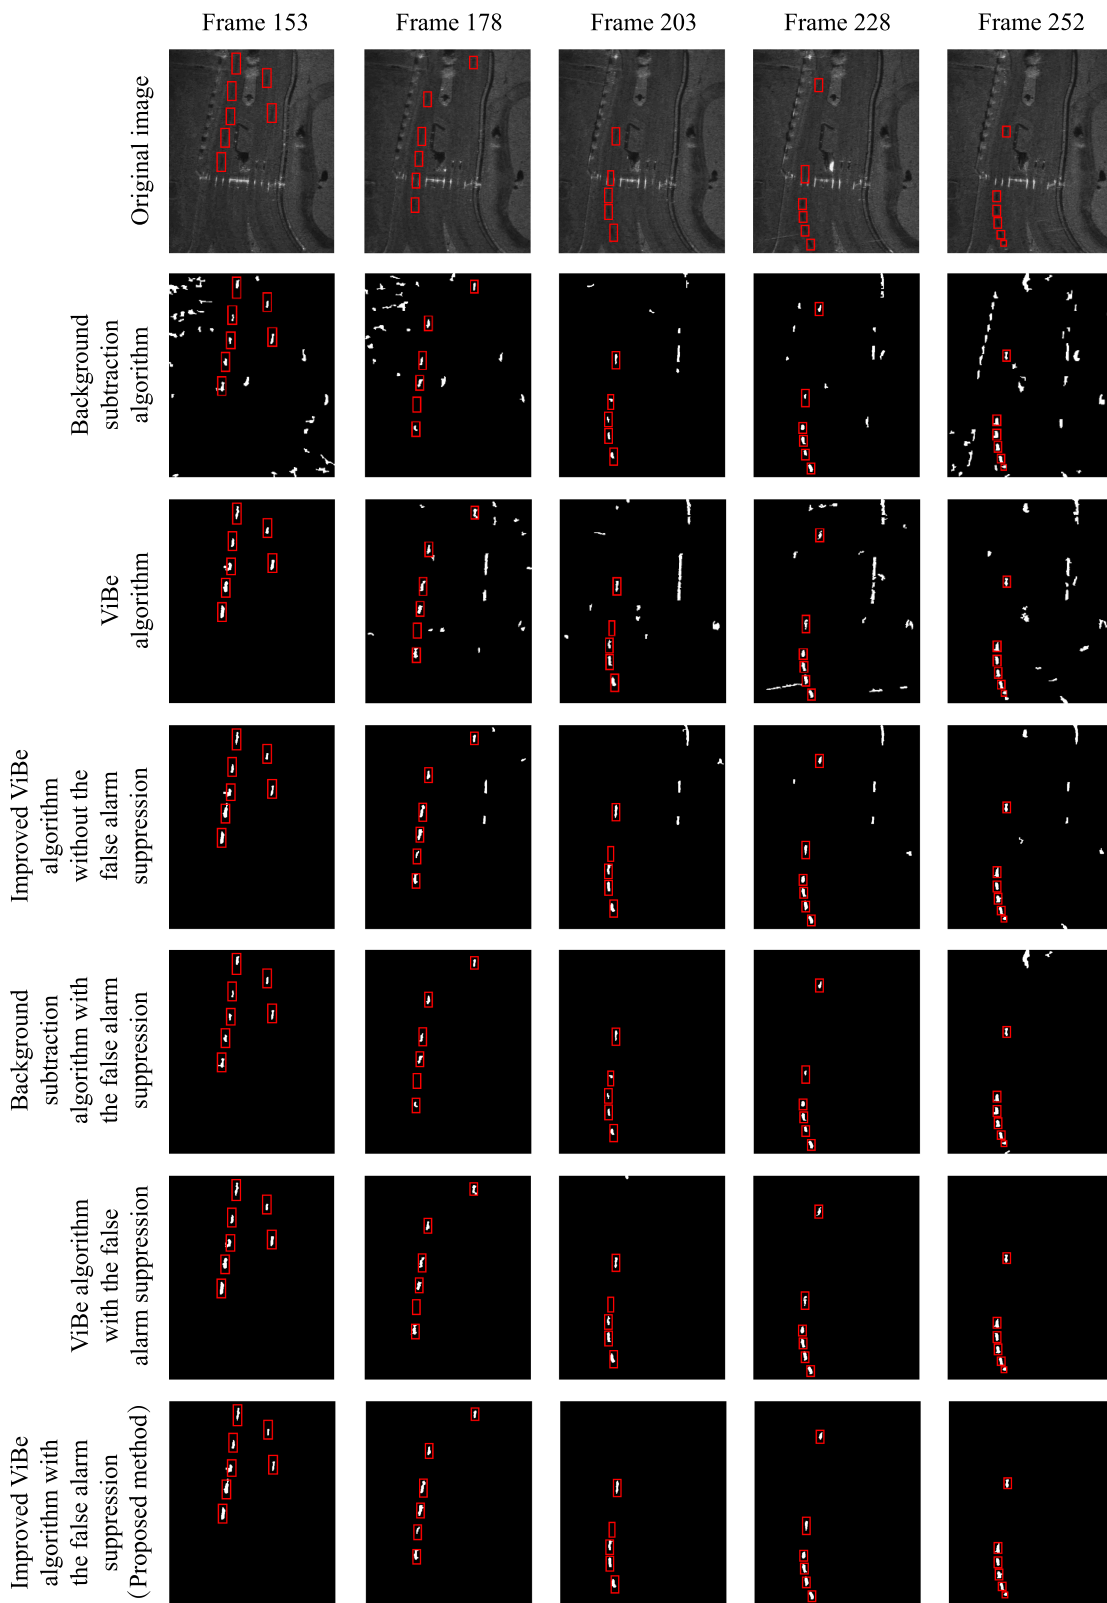 Frame 153
Frame 178
Frame 203
Frame 228
Frame 252
Original image
Background
subtraction
algorithm
ViBe
algorithm
Improved ViBe
algorithm
without the
false alarm
suppression
Background
subtraction
algorithm with
the false alarm
suppression
ViBe algorithm
with the false
alarm suppression
Improved ViBe
algorithm with
the false alarm
suppression
(Proposed method)